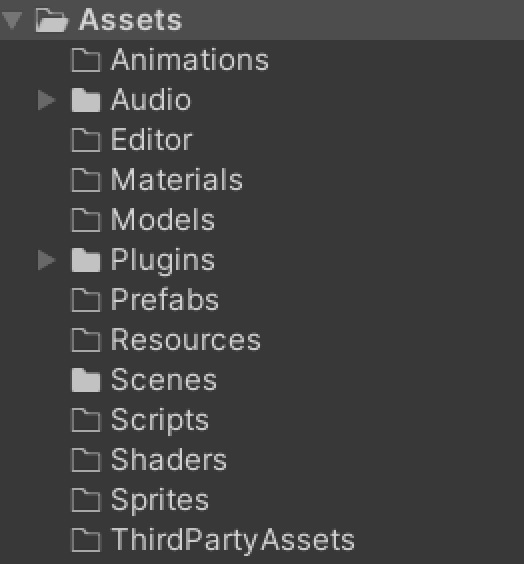 Assets
Animations
Audio
Editor
Materials
Models
Plugins
Prefabs
Resources
Scenes
Scripts
Shaders
Sprites
ThirdPartyAssets